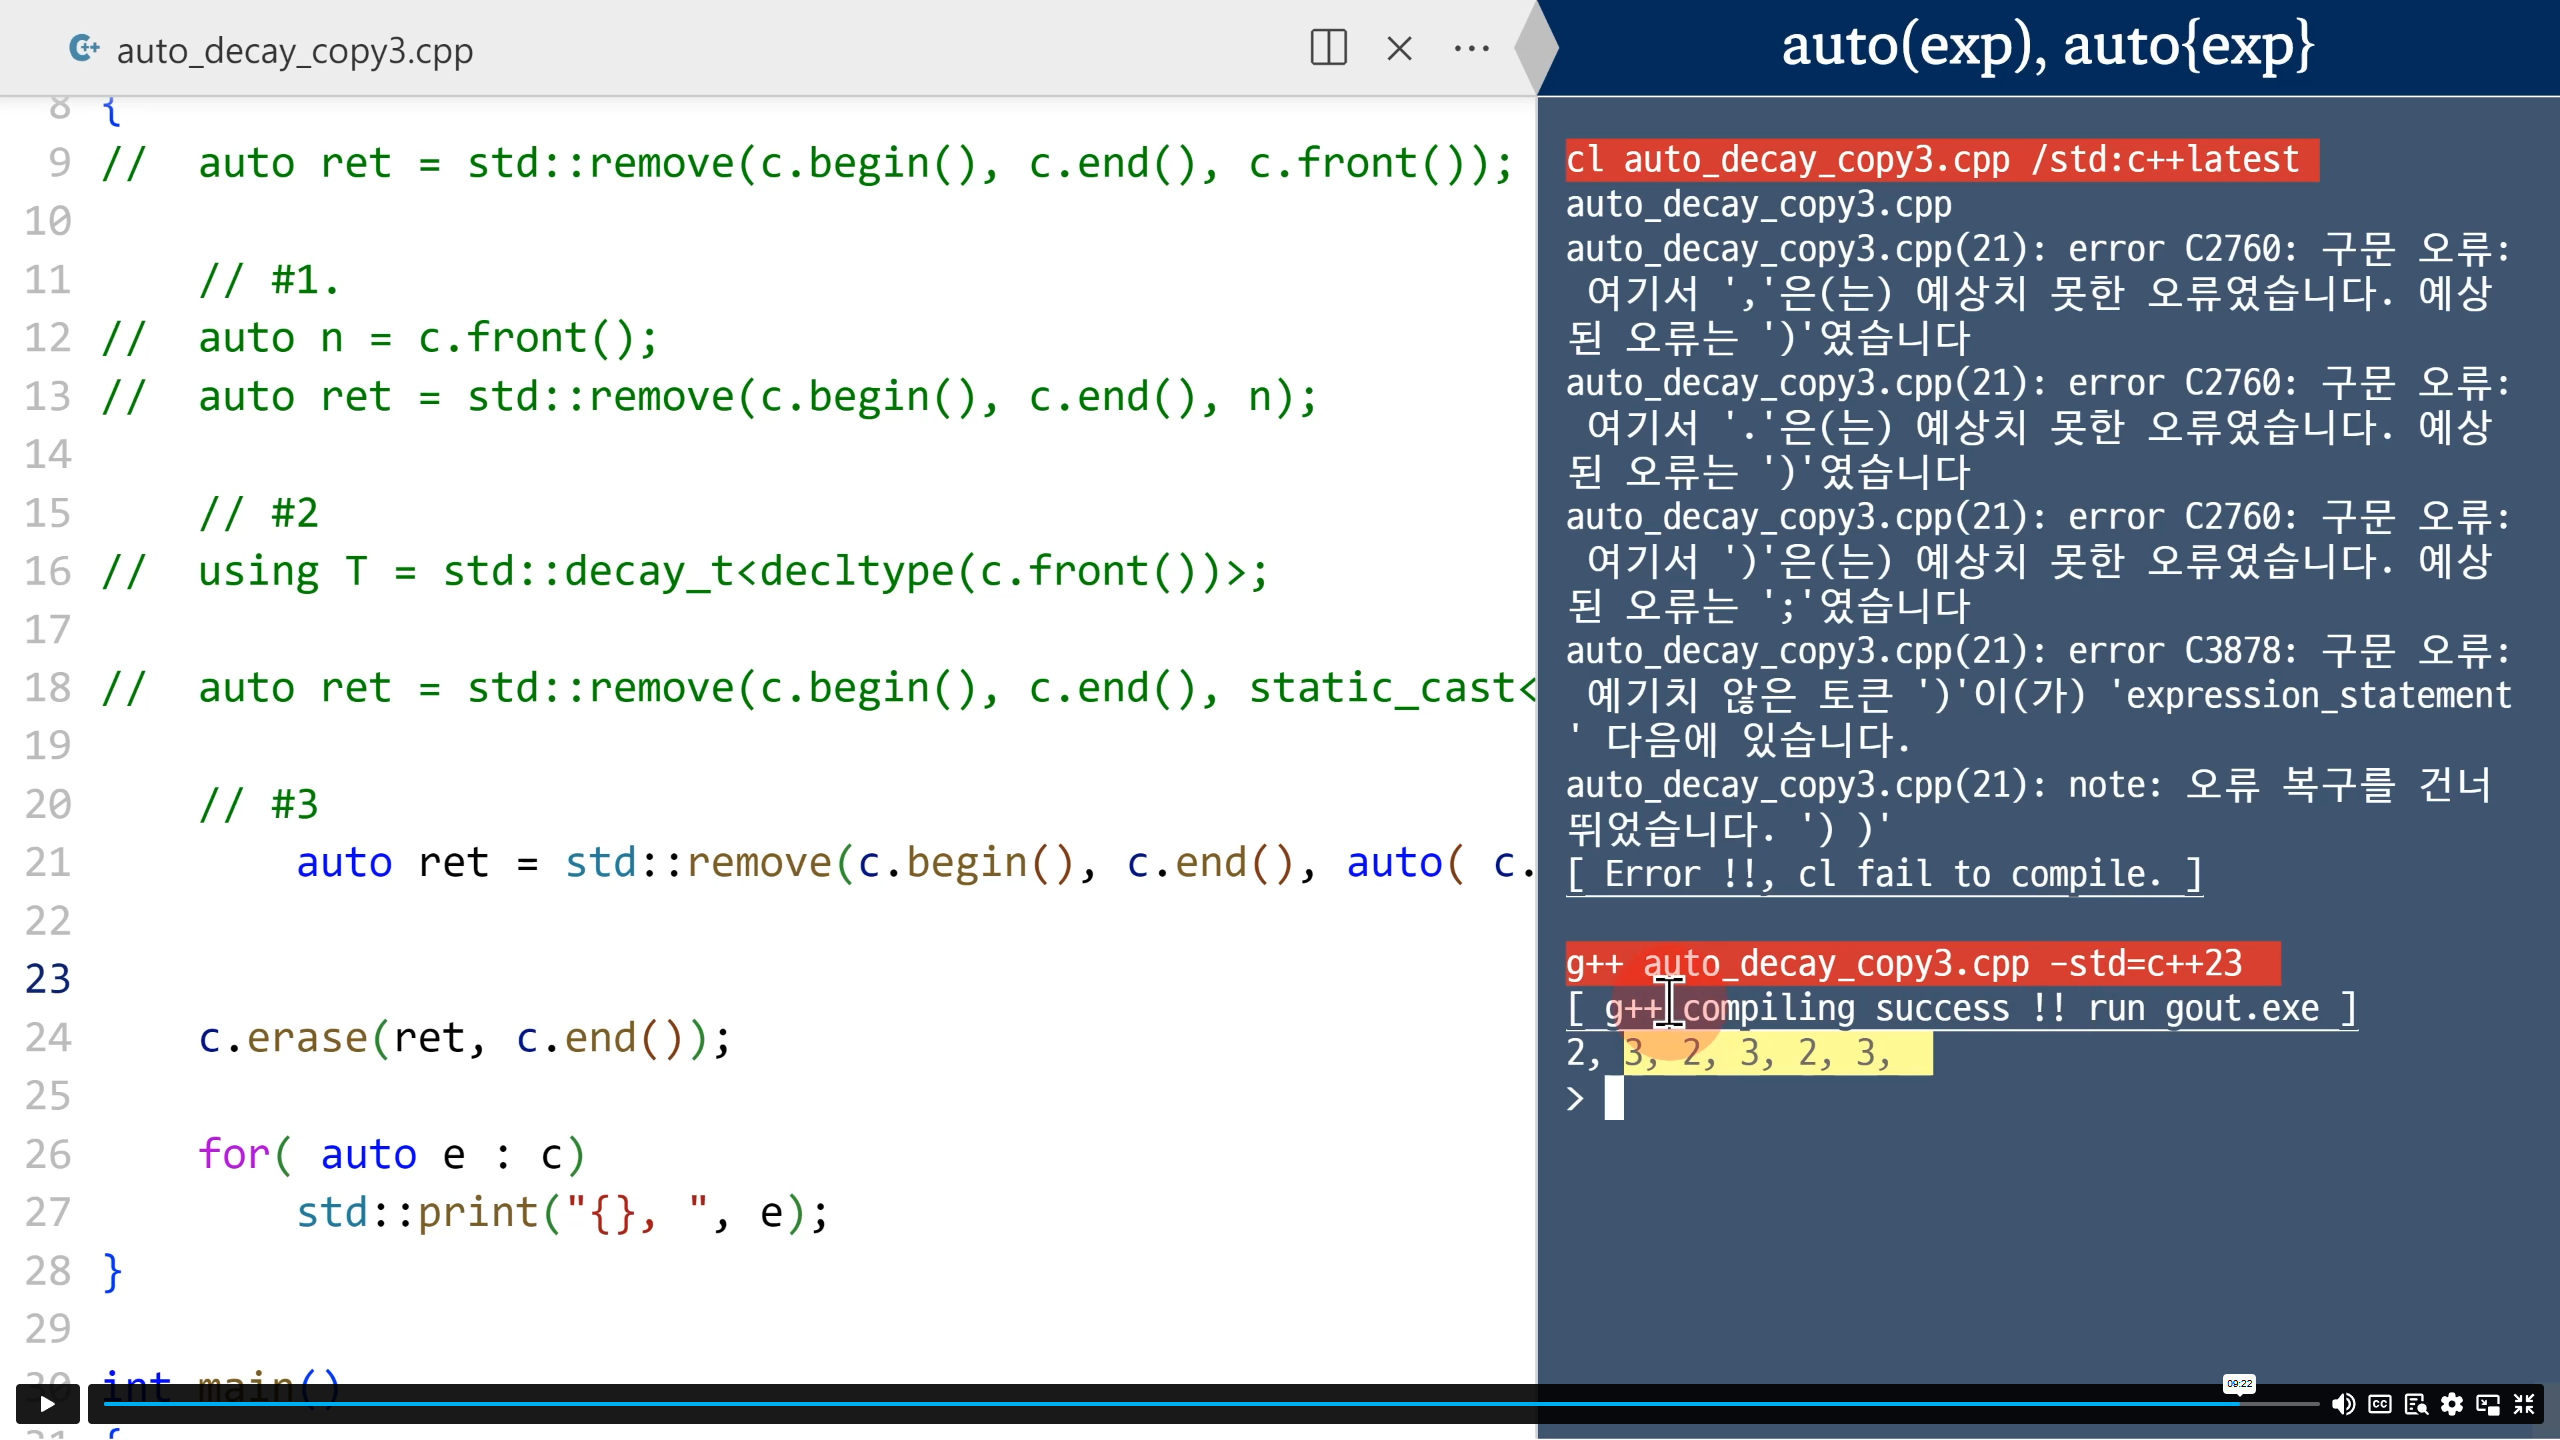 auto_decay_copy3.cpp
auto(exp), auto{exp}
8 {
9 //  auto ret = std::remove(c.begin(), c.end(), c.front());
10
11     // #1.
12 //  auto n = c.front();
13 //  auto ret = std::remove(c.begin(), c.end(), n);
14
15     // #2
16 //  using T = std::decay_t<decltype(c.front())>;
17
18 //  auto ret = std::remove(c.begin(), c.end(), static_cast<
19
20     // #3
21         auto ret = std::remove(c.begin(), c.end(), auto( c.
22
23
24     c.erase(ret, c.end());
25
26     for( auto e : c)
27         std::print("{}, ", e);
28 }
29
30 int main()
31 {
cl auto_decay_copy3.cpp /std:c++latest
auto_decay_copy3.cpp
auto_decay_copy3.cpp(21): error C2760: 구문 오류:
여기서 ','은(는) 예상치 못한 오류였습니다. 예상
된 오류는 ')'였습니다
auto_decay_copy3.cpp(21): error C2760: 구문 오류:
여기서 '.'은(는) 예상치 못한 오류였습니다. 예상
된 오류는 ')'였습니다
auto_decay_copy3.cpp(21): error C2760: 구문 오류:
여기서 ')'은(는) 예상치 못한 오류였습니다. 예상
된 오류는 ';'였습니다
auto_decay_copy3.cpp(21): error C3878: 구문 오류:
예기치 않은 토큰 ')'이(가) 'expression_statement
' 다음에 있습니다.
auto_decay_copy3.cpp(21): note: 오류 복구를 건너
뛰었습니다. ') )'
[ Error !!, cl fail to compile. ]
g++ auto_decay_copy3.cpp -std=c++23
[ g++ compiling success !! run gout.exe ]
2, 3, 2, 3, 2, 3,
>
09:22
CC